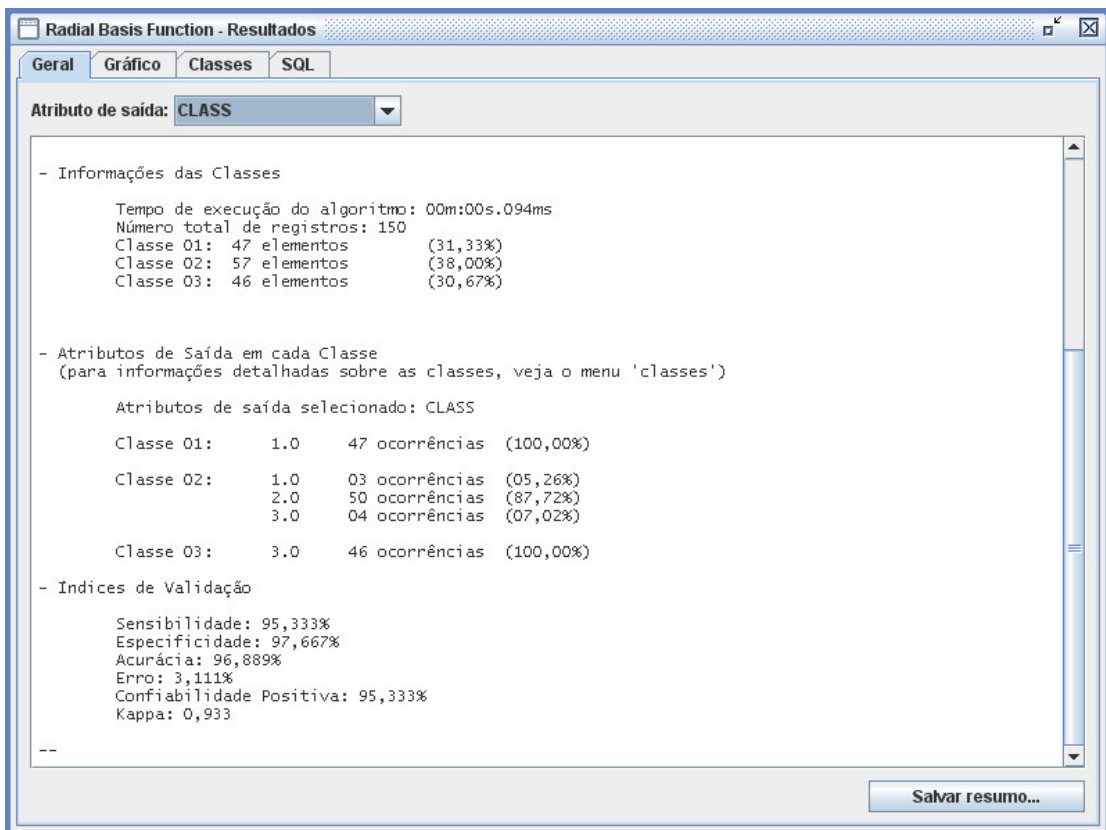 Radial Basis Function - Resultados
Geral Gráfico Classes SQL
Atributo de saída: CLASS
- Informações das Classes
Tempo de execução do algoritmo: 00m:00s.094ms
Número total de registros: 150
Classe 01: 47 elementos (31,33%)
Classe 02: 57 elementos (38,00%)
Classe 03: 46 elementos (30,67%)
- Atributos de Saída em cada Classe
(para informações detalhadas sobre as classes, veja o menu 'classes')
Atributos de saída selecionado: CLASS
Classe 01: 1.0 47 ocorrências (100,00%)
Classe 02: 1.0 03 ocorrências (05,26%)
2.0 50 ocorrências (87,72%)
3.0 04 ocorrências (07,02%)
Classe 03: 3.0 46 ocorrências (100,00%)
- Índices de Validação
Sensibilidade: 95,333%
Especificidade: 97,667%
Acurácia: 96,889%
Erro: 3,111%
Confiabilidade Positiva: 95,333%
Kappa: 0,933
--
Salvar resumo...